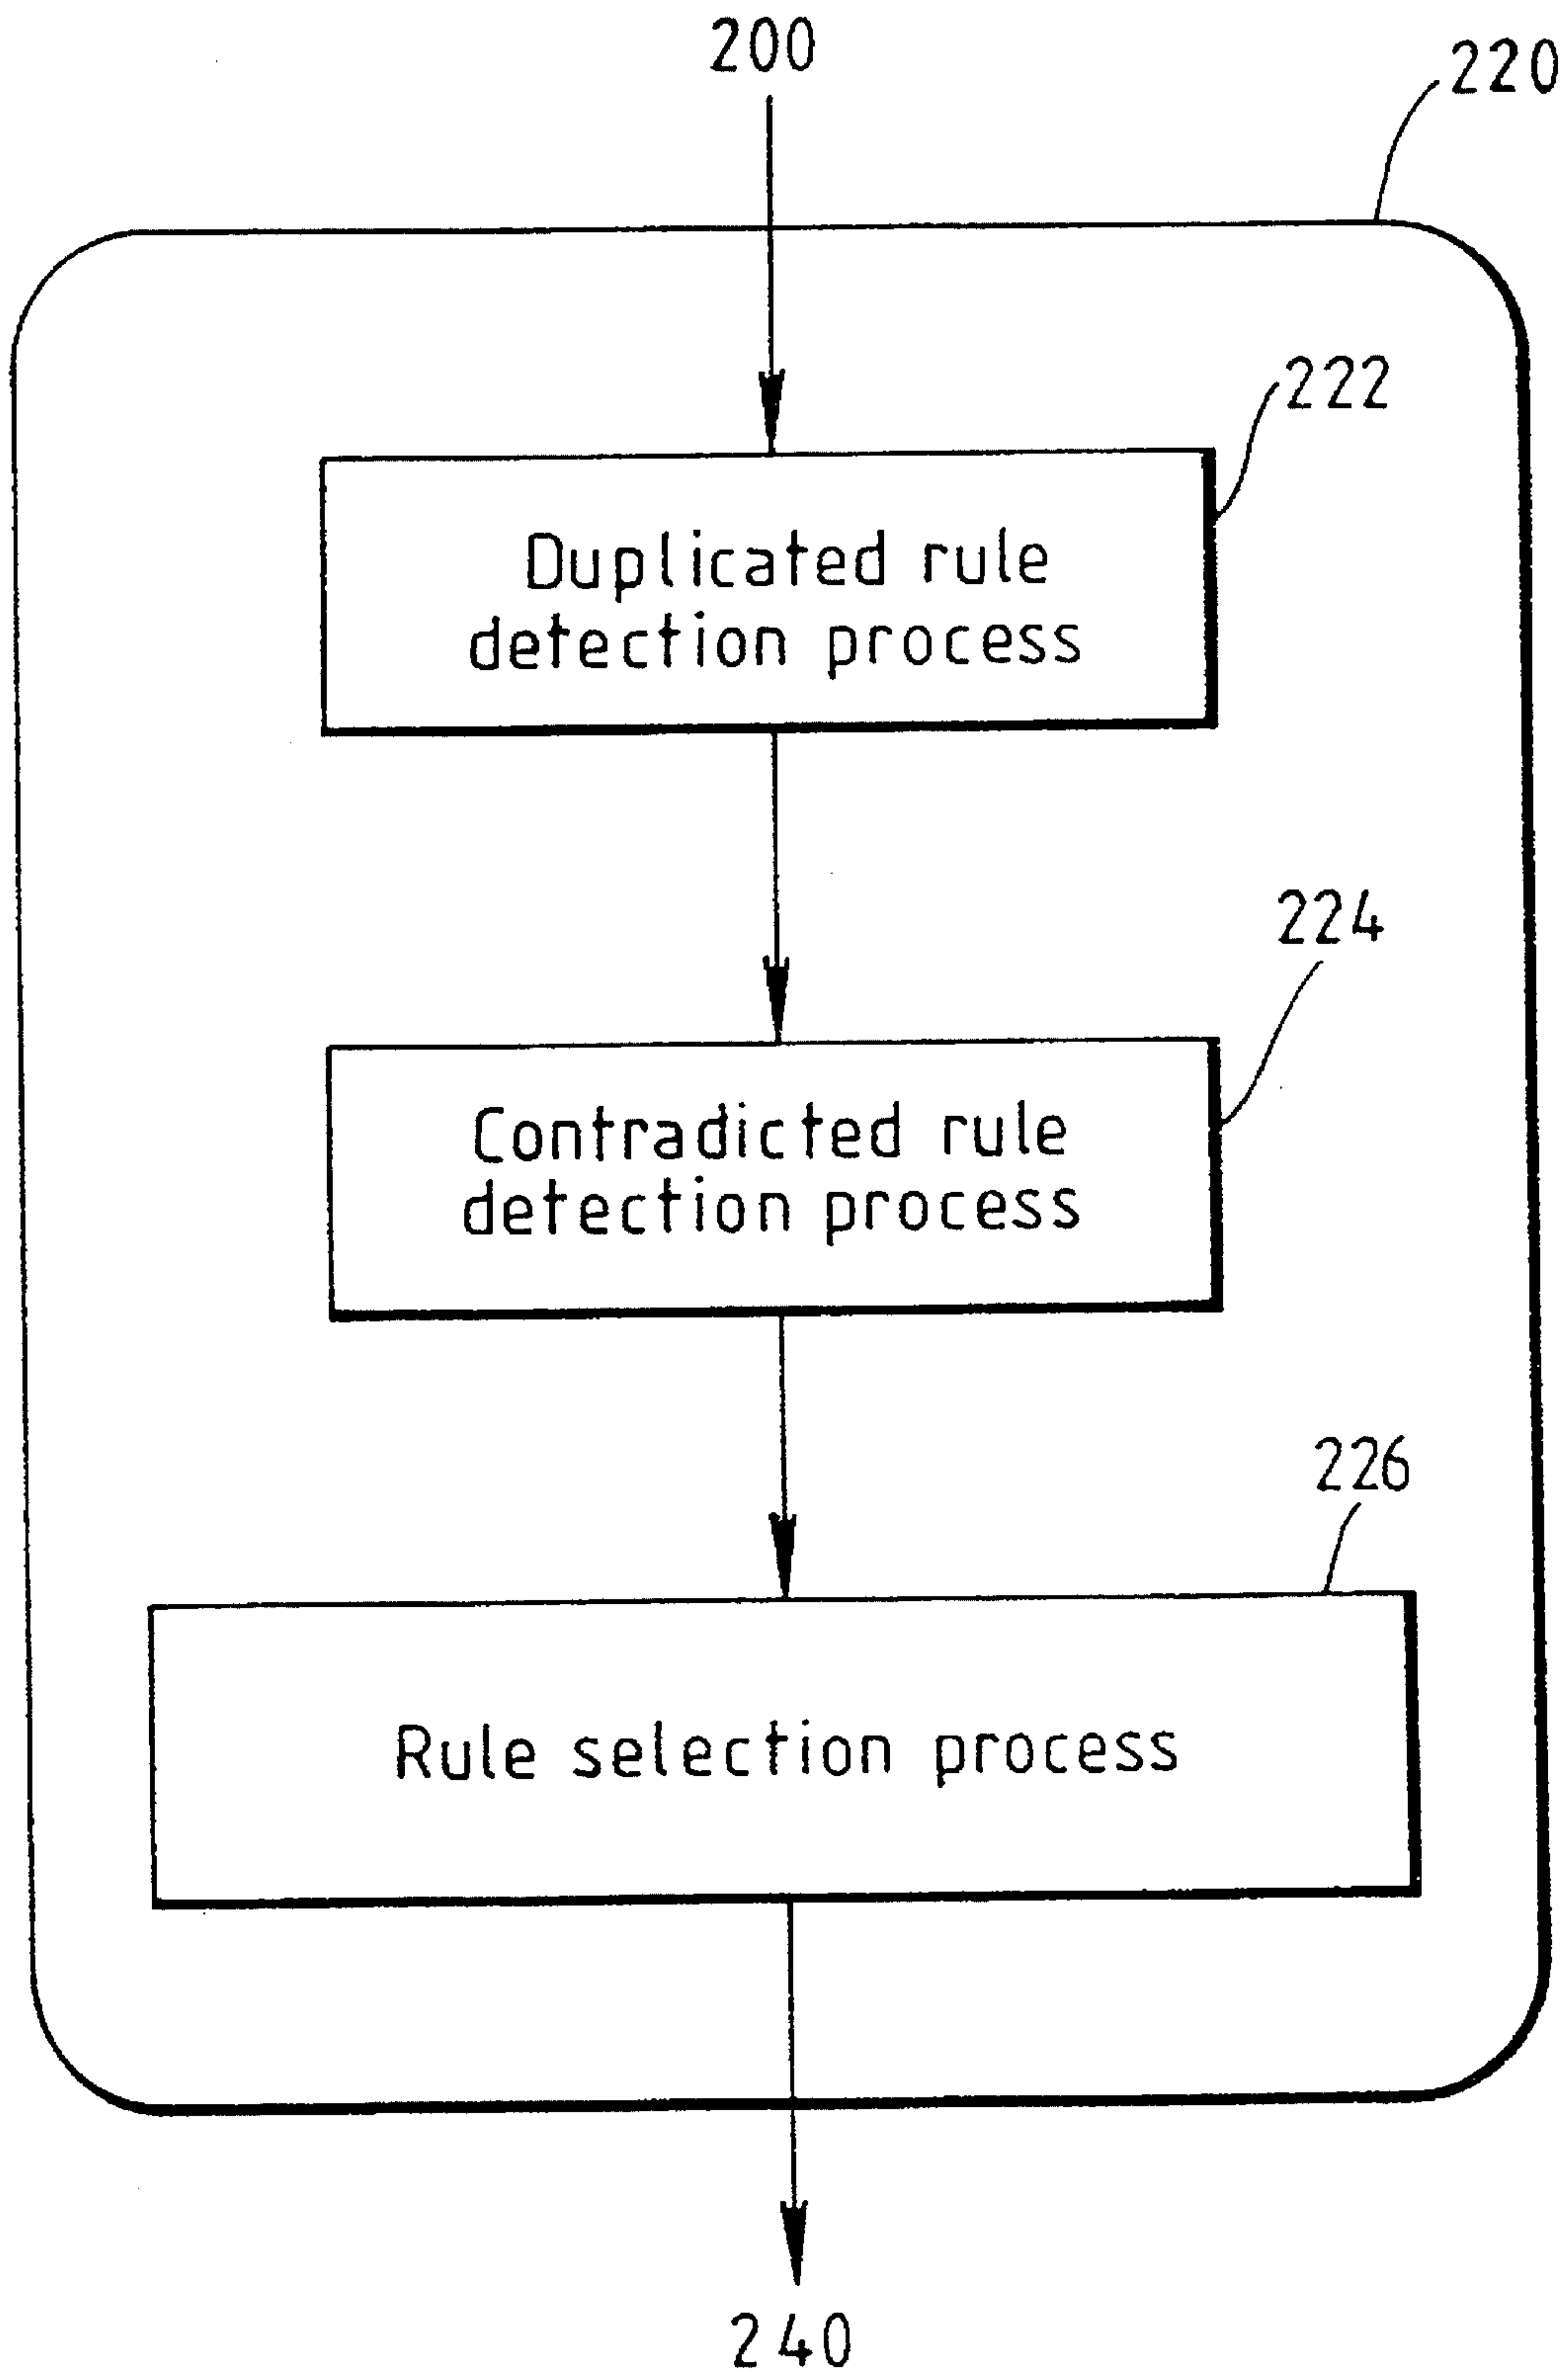 200
220
222
Duplicated rule
detection process
224
Contradicted rule
detection process
226
Rule selection process
240